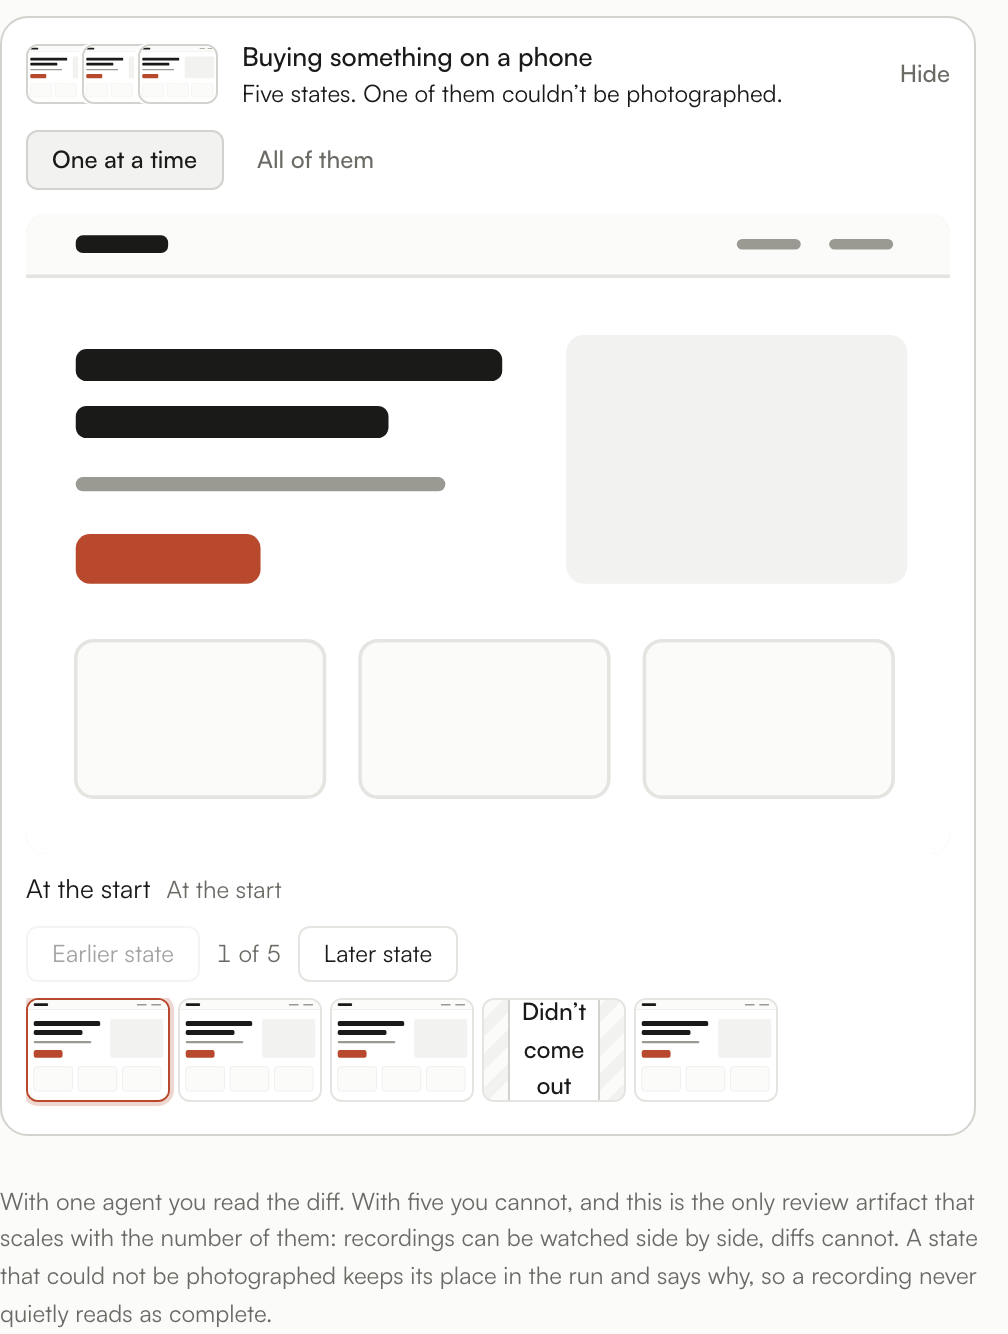 Buying something on a phone
Five states. One of them couldn’t be photographed.
Hide
One at a time
All of them
At the start At the start
Earlier state
1 of 5
Later state
Didn’t
come
out
With one agent you read the diff. With five you cannot, and this is the only review artifact that
scales with the number of them: recordings can be watched side by side, diffs cannot. A state
that could not be photographed keeps its place in the run and says why, so a recording never
quietly reads as complete.